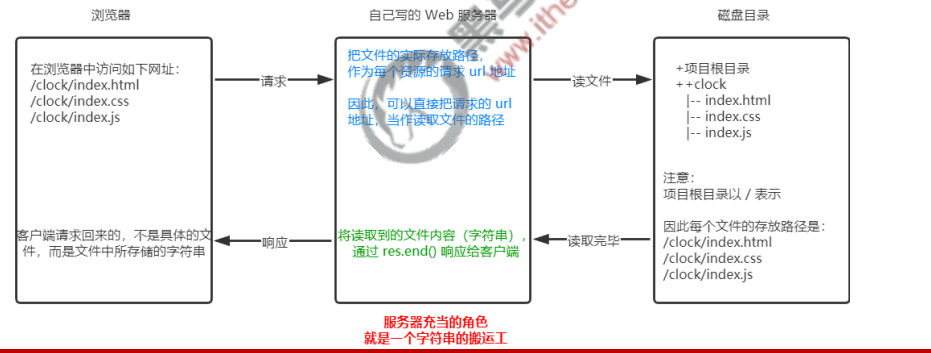 浏览器
自己写的 Web 服务器
磁盘目录
在浏览器中访问如下网址：
/clock/index.html
/clock/index.css
/clock/index.js
请求
把文件的实际存放路径，
作为每个资源的请求 url 地址
因此，可以直接把请求的 url
地址，当作读取文件的路径
读文件
+项目根目录
++clock
|-- index.html
|-- index.css
|-- index.js
注意：
项目根目录以 / 表示
因此每个文件的存放路径是：
/clock/index.html
/clock/index.css
/clock/index.js
读取完毕
将读取到的文件内容（字符串），
通过 res.end() 响应给客户端
响应
客户端请求回来的，不是具体的文
件，而是文件中所存储的字符串
服务器充当的角色
就是一个字符串的搬运工
www.ithe